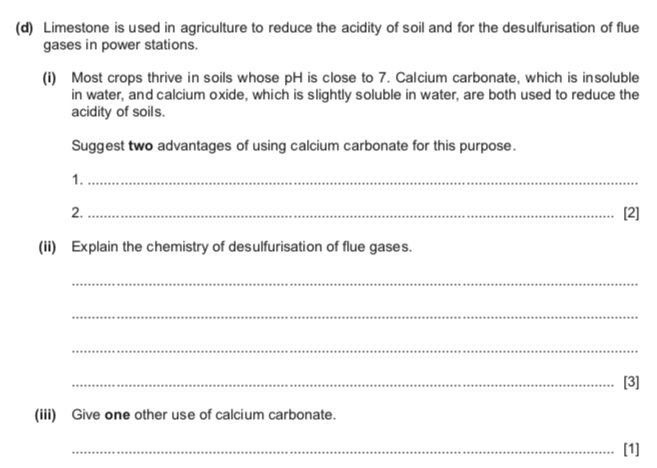 (d) Limestone is used in agriculture to reduce the acidity of soil and for the desulfurisation of flue
gases in power stations.
(i) Most crops thrive in soils whose pH is close to 7. Calcium carbonate, which is insoluble
in water, and calcium oxide, which is slightly soluble in water, are both used to reduce the
acidity of soils.
Suggest two advantages of using calcium carbonate for this purpose.
1. ....................................................................................................
2. .................................................................................................... [2]
(ii) Explain the chemistry of desulfurisation of flue gases.
....................................................................................................
....................................................................................................
....................................................................................................
.................................................................................................... [3]
(iii) Give one other use of calcium carbonate.
.................................................................................................... [1]